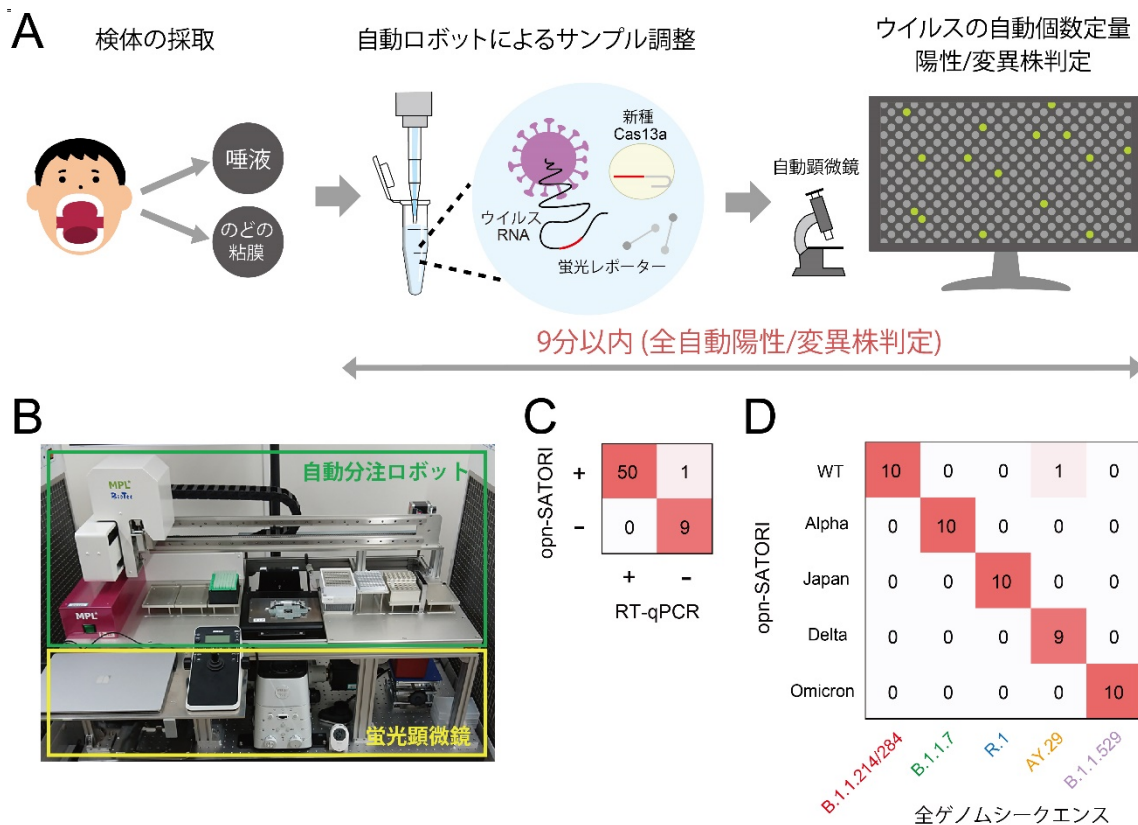 A
検体の採取
自動ロボットによるサンプル調整
ウイルスの自動個数定量
陽性/変異株判定
唾液
のどの
粘膜
新種
Cas13a
ウイルス
RNA
蛍光レポーター
自動顕微鏡
9分以内 (全自動陽性/変異株判定)
B
自動分注ロボット
MPL
MPL
蛍光顕微鏡
C
opn-SATORI
+ 50 1
− 0 9
+ −
RT-qPCR
D
opn-SATORI
WT 10 0 0 1 0
Alpha 0 10 0 0 0
Japan 0 0 10 0 0
Delta 0 0 0 9 0
Omicron 0 0 0 0 10
B.1.1.214/284 B.1.1.7 R.1 AY.29 B.1.1.529
全ゲノムシークエンス